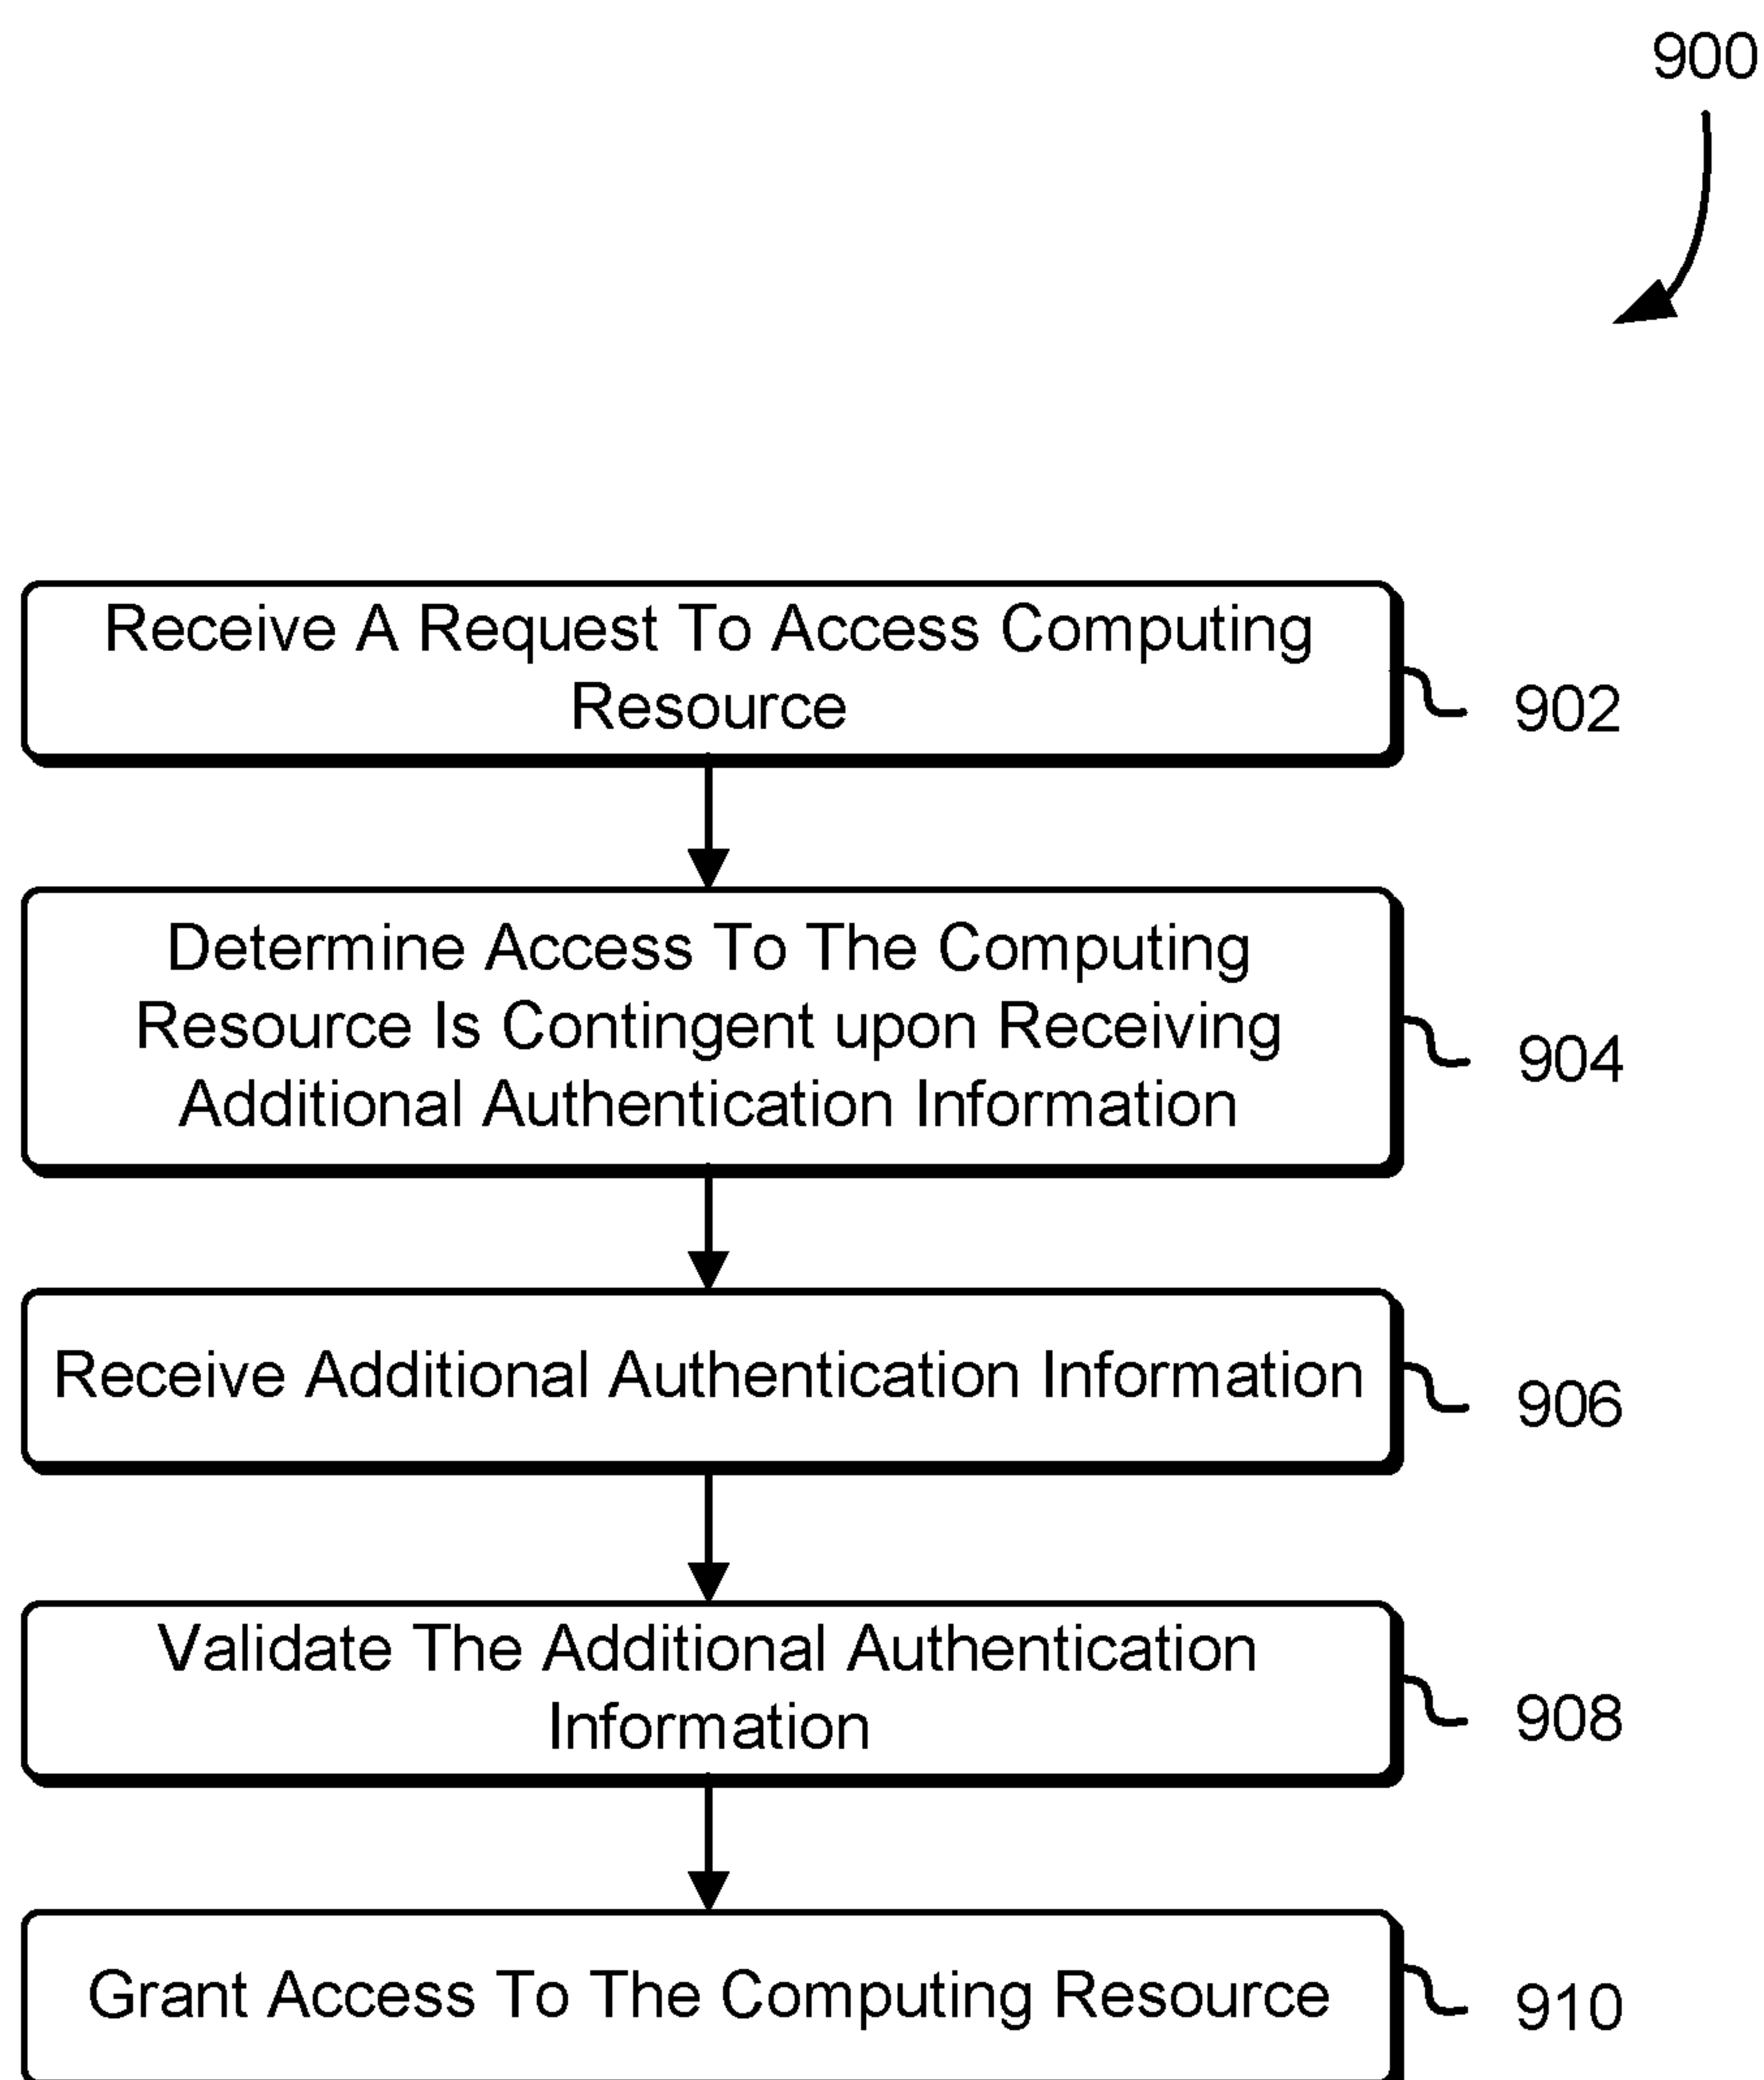 900
Receive A Request To Access Computing
Resource
902
Determine Access To The Computing
Resource Is Contingent upon Receiving
Additional Authentication Information
904
Receive Additional Authentication Information
906
Validate The Additional Authentication
Information
908
Grant Access To The Computing Resource
910